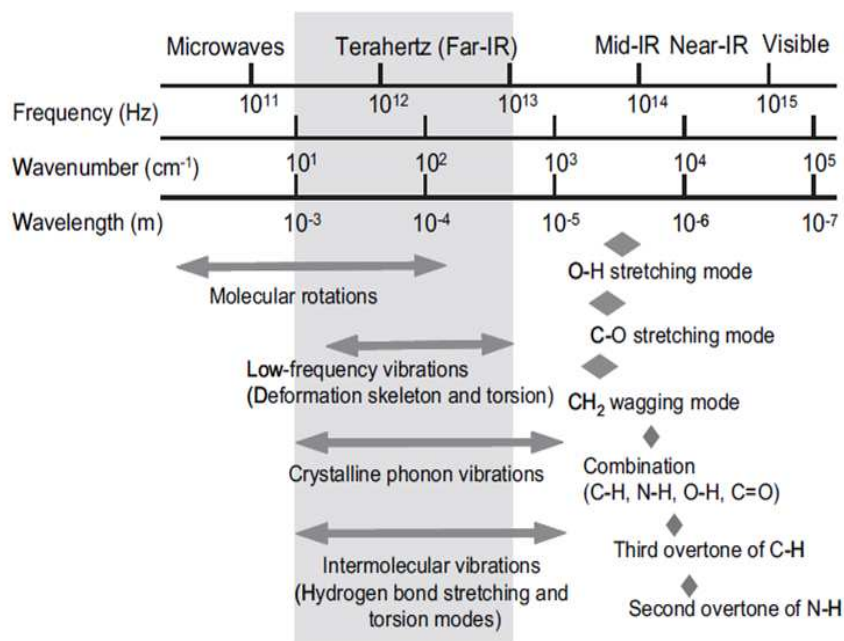 Microwaves Terahertz (Far-IR) Mid-IR Near-IR Visible
Frequency (Hz) 10¹¹ 10¹² 10¹³ 10¹⁴ 10¹⁵
Wavenumber (cm⁻¹) 10¹ 10² 10³ 10⁴ 10⁵
Wavelength (m) 10⁻³ 10⁻⁴ 10⁻⁵ 10⁻⁶ 10⁻⁷
O-H stretching mode
Molecular rotations
C-O stretching mode
Low-frequency vibrations
(Deformation skeleton and torsion)
CH₂ wagging mode
Crystalline phonon vibrations
Combination
(C-H, N-H, O-H, C=O)
Third overtone of C-H
Intermolecular vibrations
(Hydrogen bond stretching and
torsion modes)
Second overtone of N-H